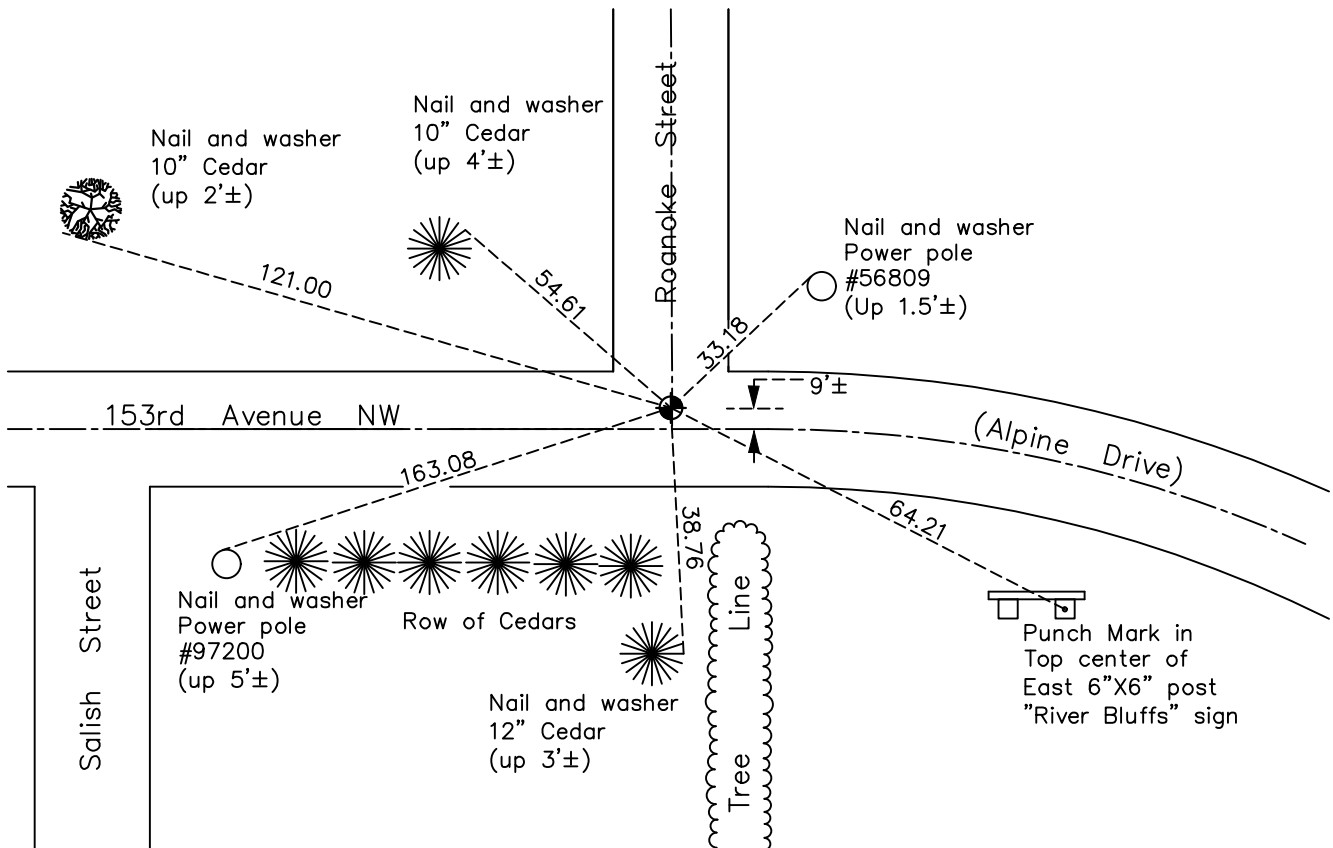 Nail and washer
10" Cedar
(up 2'±)
Nail and washer
10" Cedar
(up 4'±)
Roanoke Street
Nail and washer
Power pole
#56809
(Up 1.5'±)
121.00
54.61
33.18
9'±
153rd Avenue NW
(Alpine Drive)
163.08
38.76
64.21
Salish Street
Nail and washer
Power pole
#97200
(up 5'±)
Row of Cedars
Nail and washer
12" Cedar
(up 3'±)
Tree Line
Punch Mark in
Top center of
East 6"X6" post
"River Bluffs" sign